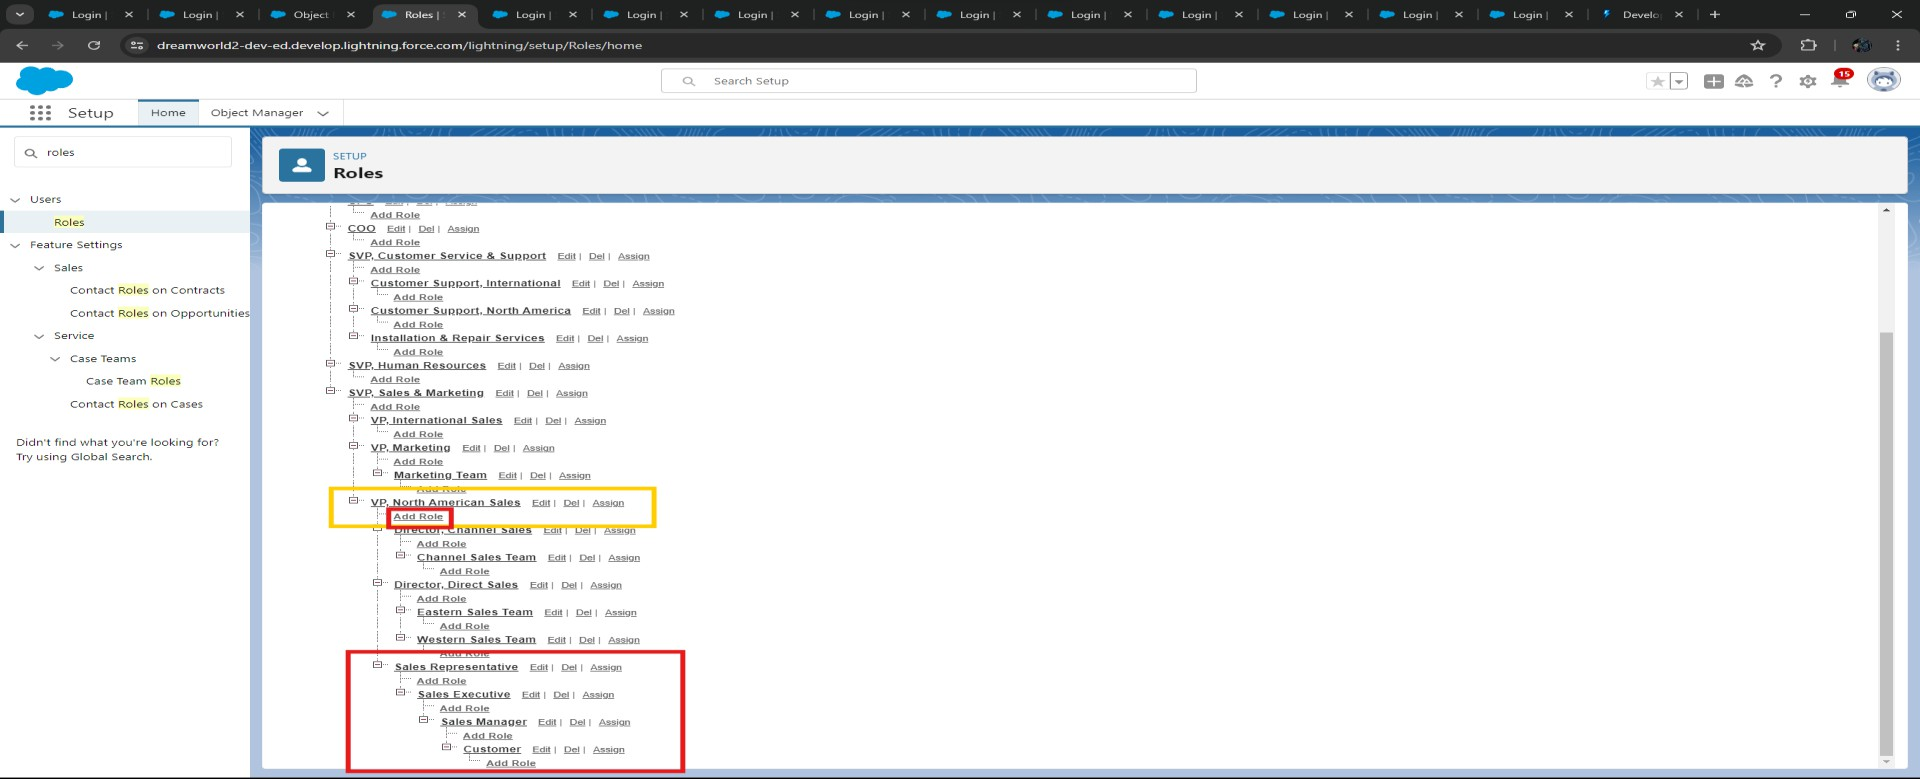 Login |
Login |
Object
Roles |
Login |
Login |
Login |
Login |
Login |
Login |
Login |
Login |
Login |
Login |
Develo
dreamworld2-dev-ed.develop.lightning.force.com/lightning/setup/Roles/home
Search Setup
15
Setup
Home
Object Manager
roles
Users
Roles
Feature Settings
Sales
Contact Roles on Contracts
Contact Roles on Opportunities
Service
Case Teams
Case Team Roles
Contact Roles on Cases
Didn't find what you're looking for?
Try using Global Search.
SETUP
Roles
Add Role
COO Edit | Del | Assign
Add Role
SVP, Customer Service & Support Edit | Del | Assign
Add Role
Customer Support, International Edit | Del | Assign
Add Role
Customer Support, North America Edit | Del | Assign
Add Role
Installation & Repair Services Edit | Del | Assign
Add Role
SVP, Human Resources Edit | Del | Assign
Add Role
SVP, Sales & Marketing Edit | Del | Assign
Add Role
VP, International Sales Edit | Del | Assign
Add Role
VP, Marketing Edit | Del | Assign
Add Role
Marketing Team Edit | Del | Assign
Add Role
VP, North American Sales Edit | Del | Assign
Add Role
Director, Channel Sales Edit | Del | Assign
Add Role
Channel Sales Team Edit | Del | Assign
Add Role
Director, Direct Sales Edit | Del | Assign
Add Role
Eastern Sales Team Edit | Del | Assign
Add Role
Western Sales Team Edit | Del | Assign
Add Role
Sales Representative Edit | Del | Assign
Add Role
Sales Executive Edit | Del | Assign
Add Role
Sales Manager Edit | Del | Assign
Add Role
Customer Edit | Del | Assign
Add Role